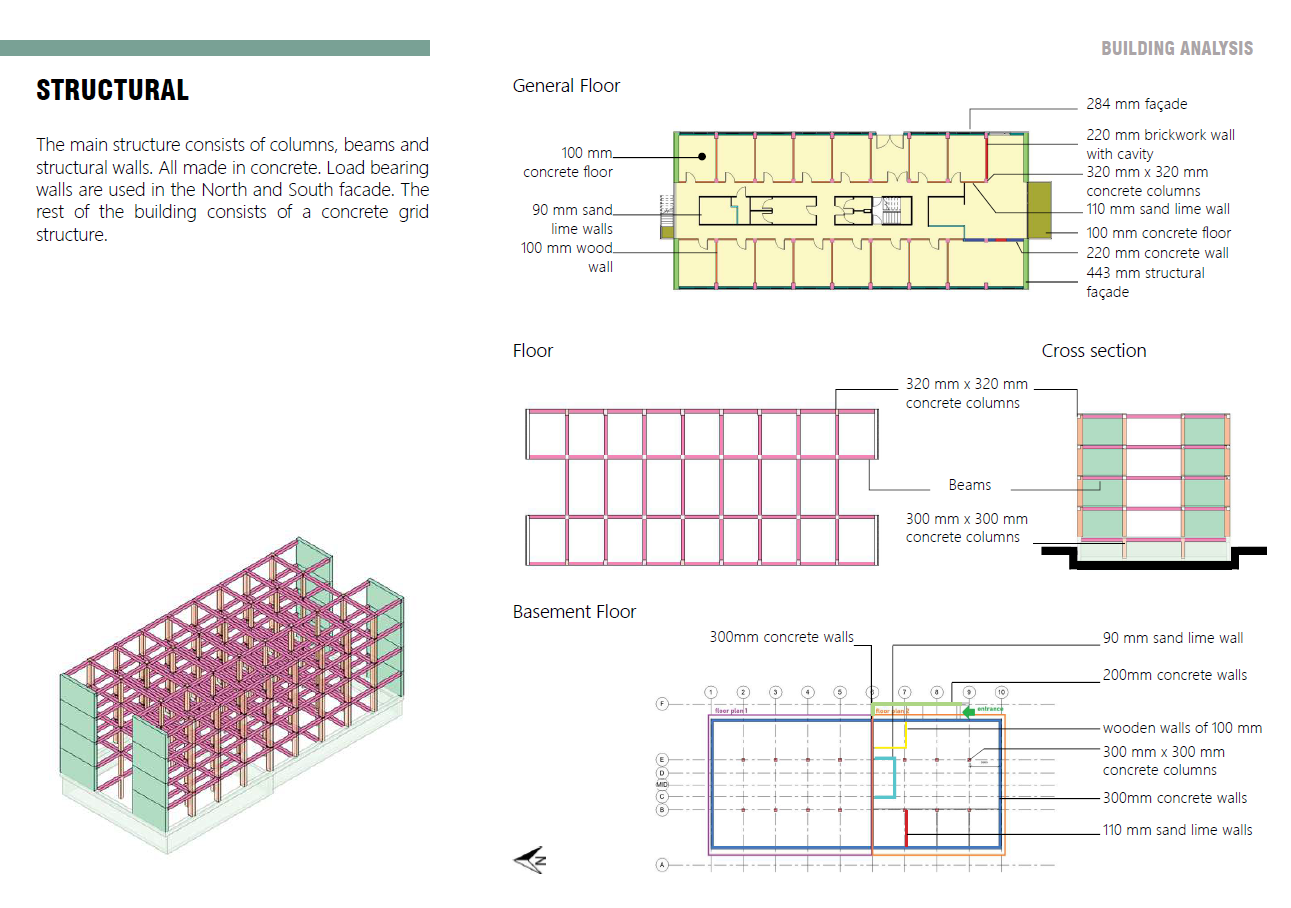 BUILDING ANALYSIS
STRUCTURAL
The main structure consists of columns, beams and
structural walls. All made in concrete. Load bearing
walls are used in the North and South facade. The
rest of the building consists of a concrete grid
structure.
General Floor
100 mm
concrete floor
90 mm sand
lime walls
100 mm wood
wall
284 mm façade
220 mm brickwork wall
with cavity
320 mm x 320 mm
concrete columns
110 mm sand lime wall
100 mm concrete floor
220 mm concrete wall
443 mm structural
façade
Floor
Cross section
320 mm x 320 mm
concrete columns
Beams
300 mm x 300 mm
concrete columns
Basement Floor
300mm concrete walls
90 mm sand lime wall
200mm concrete walls
1 2 3 4 5 6 7 8 9 10
F
floor plan 1
floor plan 2
entrance
wooden walls of 100 mm
300 mm x 300 mm
concrete columns
E
D
MID
C
B
300mm concrete walls
110 mm sand lime walls
A
N